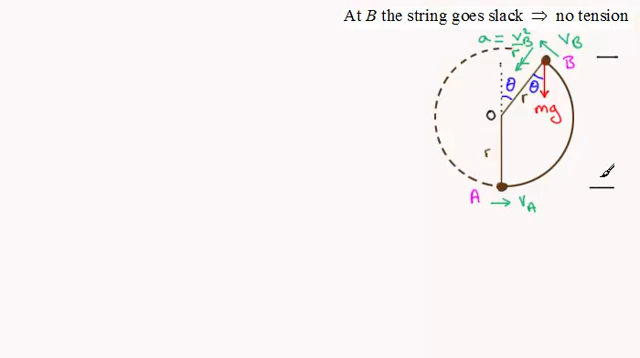 At B the string goes slack ⇒ no tension
a = v_B²/r
v_B
B
θ
θ
r
mg
O
r
A
→ v_A